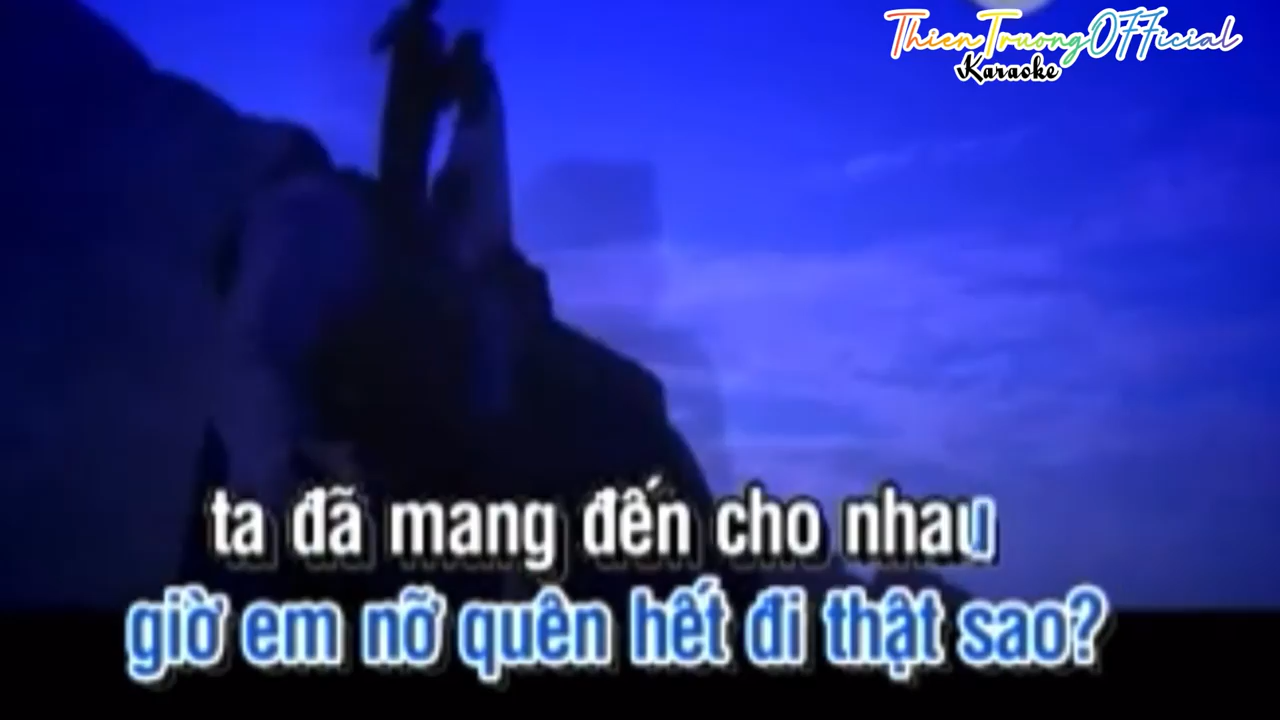 ThienTruongOFFicial
Karaoke
ta đã mang đến cho nhau
giờ em nỡ quên hết đi thật sao?